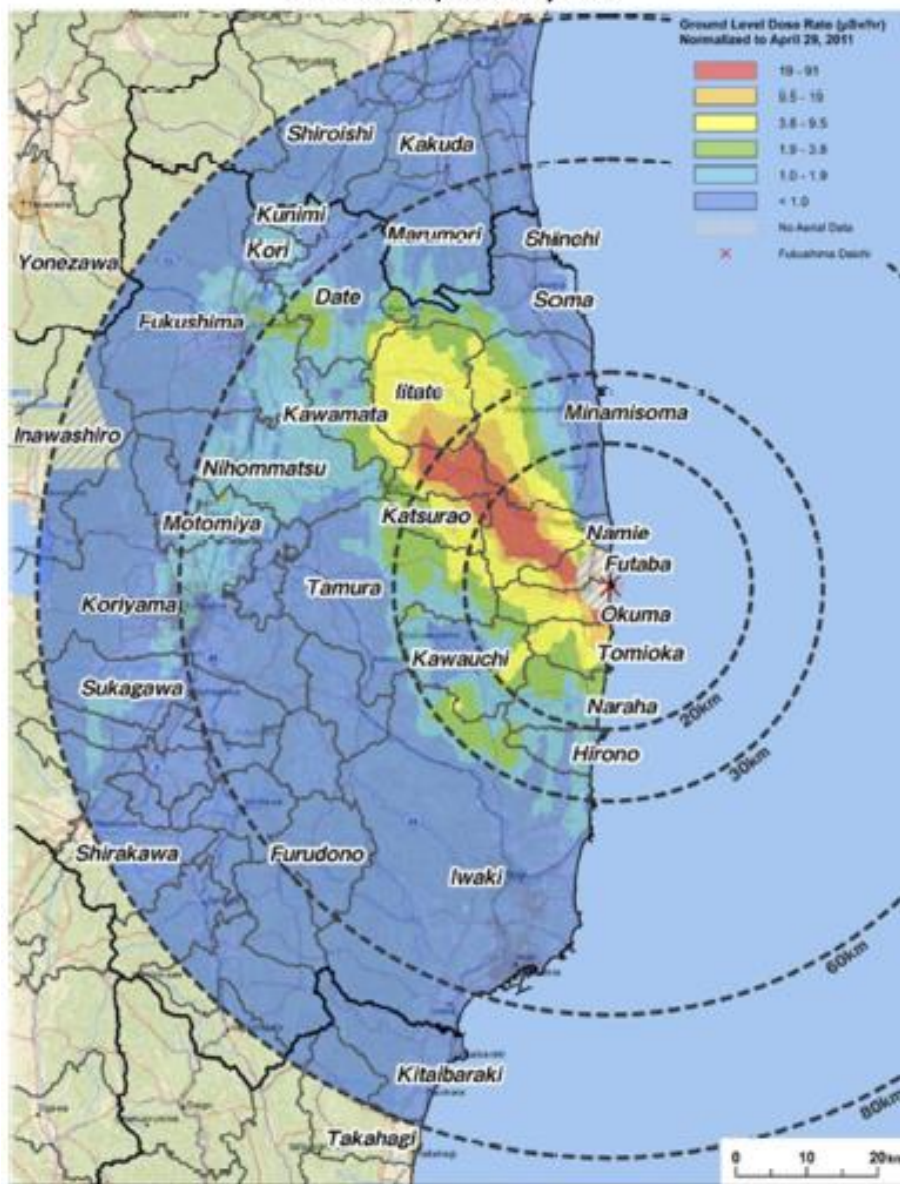 Ground Level Dose Rate (µSv/hr)
Normalized to April 29, 2011
19 - 91
9.5 - 19
3.8 - 9.5
1.9 - 3.8
1.0 - 1.9
< 1.0
No Aerial Data
Fukushima Daiichi
Shiroishi
Kakuda
Kunimi
Marumori
Shinchi
Kori
Yonezawa
Date
Soma
Fukushima
Iitate
Kawamata
Minamisoma
Inawashiro
Nihommatsu
Motomiya
Katsurao
Namie
Futaba
Tamura
Koriyama
Okuma
Kawauchi
Tomioka
Sukagawa
Naraha
20km
Hirono
30km
Shirakawa
Furudono
Iwaki
60km
Kitaibaraki
80km
Takahagi
0 10 20km